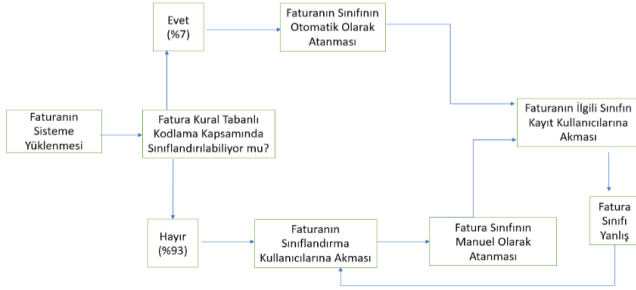 Evet
(%7)
Faturanın Sınıfının
Otomatik Olarak
Atanması
Faturanın
Sisteme
Yüklenmesi
Fatura Kural Tabanlı
Kodlama Kapsamında
Sınıflandırılabiliyor mu?
Faturanın İlgili Sınıfın
Kayıt Kullanıcılarına
Akması
Hayır
(%93)
Faturanın
Sınıflandırma
Kullanıcılarına Akması
Fatura Sınıfının
Manuel Olarak
Atanması
Fatura
Sınıfı
Yanlış